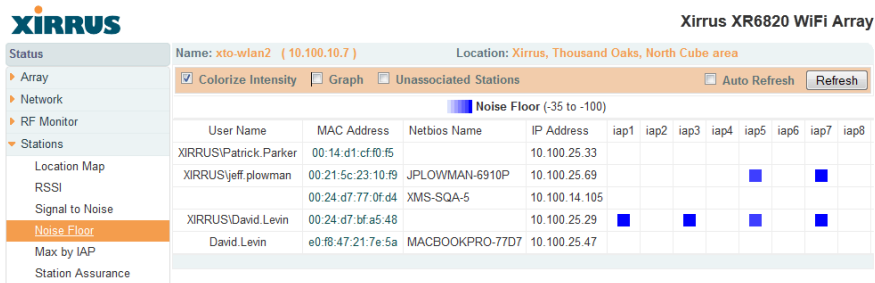 XIRRUS
Xirrus XR6820 WiFi Array
Status
Name: xto-wlan2 ( 10.100.10.7 ) Location: Xirrus, Thousand Oaks, North Cube area
Array
Colorize Intensity Graph Unassociated Stations Auto Refresh Refresh
Network
Noise Floor (-35 to -100)
RF Monitor
User Name MAC Address Netbios Name IP Address iap1 iap2 iap3 iap4 iap5 iap6 iap7 iap8
Stations
XIRRUS\Patrick.Parker 00:14:d1:cf:f0:f5 10.100.25.33
Location Map
XIRRUS\jeff.plowman 00:21:5c:23:10:f9 JPLOWMAN-6910P 10.100.25.69
RSSI
00:24:d7:77:0f:d4 XMS-SQA-5 10.100.14.105
Signal to Noise
XIRRUS\David.Levin 00:24:d7:bf:a5:48 10.100.25.29
Noise Floor
David.Levin e0:f8:47:21:7e:5a MACBOOKPRO-77D7 10.100.25.47
Max by IAP
Station Assurance